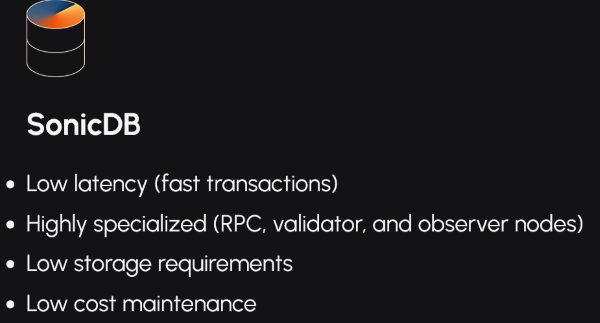 SonicDB
• Low latency (fast transactions)
• Highly specialized (RPC, validator, and observer nodes)
• Low storage requirements
• Low cost maintenance